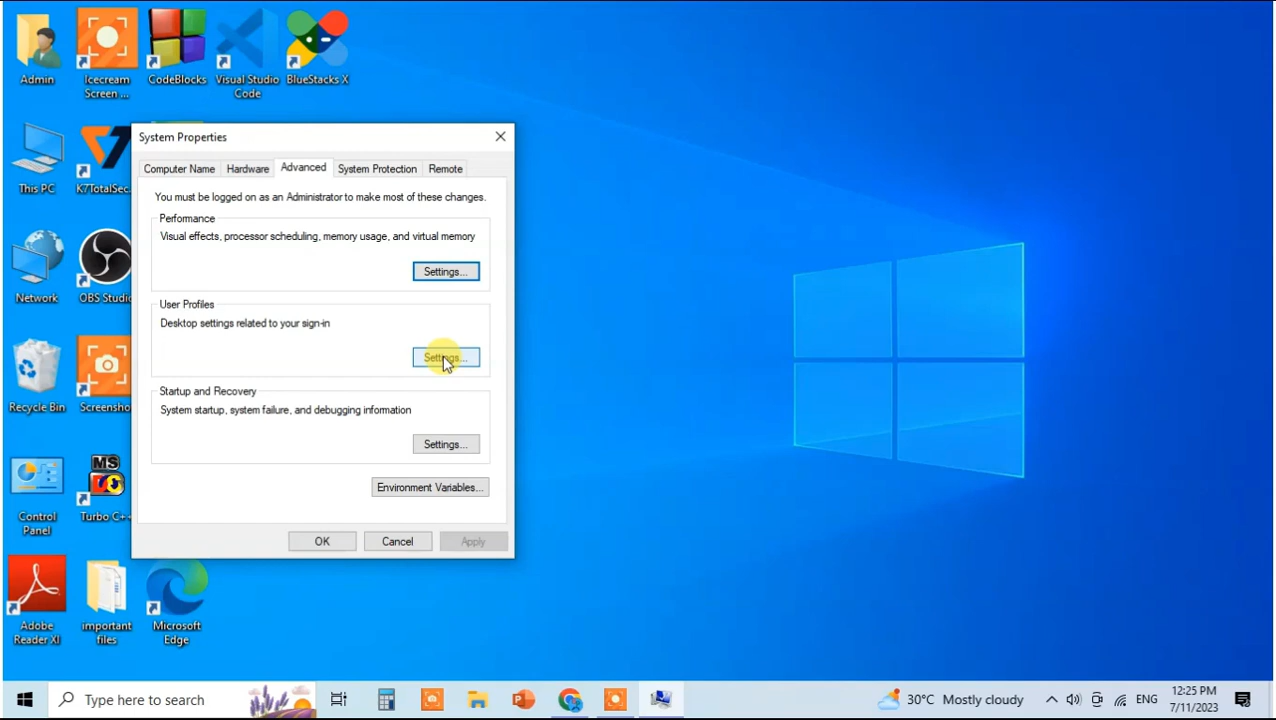 Admin
Icecream
Screen ...
CodeBlocks
Visual Studio
Code
BlueStacks X
System Properties
Computer Name
Hardware
Advanced
System Protection
Remote
You must be logged on as an Administrator to make most of these changes.
Performance
Visual effects, processor scheduling, memory usage, and virtual memory
Settings...
User Profiles
Desktop settings related to your sign-in
Settings...
Startup and Recovery
System startup, system failure, and debugging information
Settings...
Environment Variables...
OK
Cancel
Apply
This PC
K7TotalSec.
Network
OBS Studio
Recycle Bin
Screensho
Control
Panel
MS
Turbo C++
Adobe
Reader XI
important
files
Microsoft
Edge
Type here to search
30°C Mostly cloudy
ENG
12:25 PM
7/11/2023